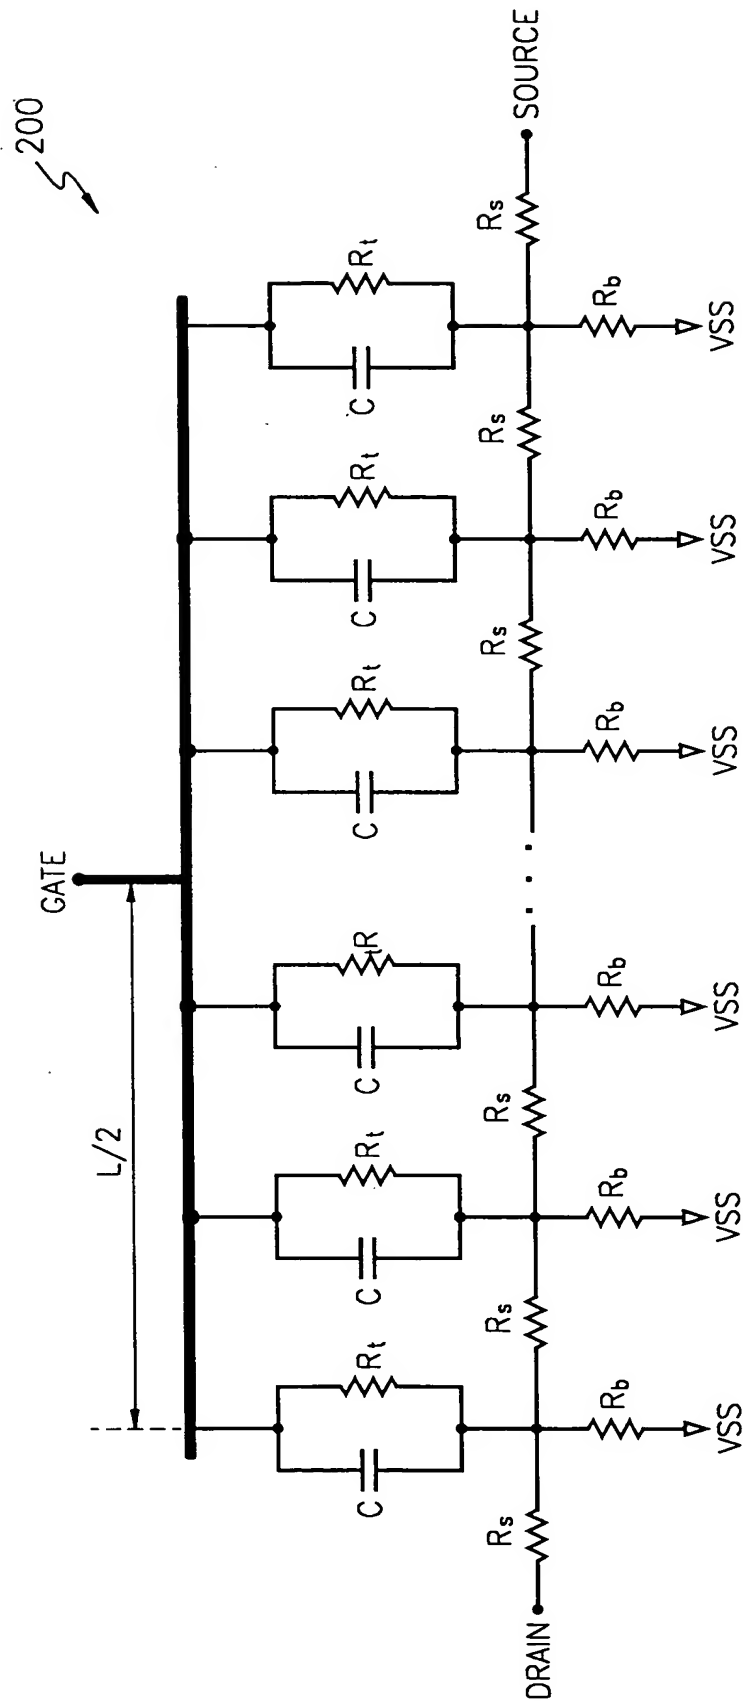 200
GATE
L/2
C Rt C Rt C tR C Rt C Rt C Rt
DRAIN Rs Rs Rs . . . Rs Rs Rs SOURCE
Rb Rb Rb Rb Rb Rb
VSS VSS VSS VSS VSS VSS